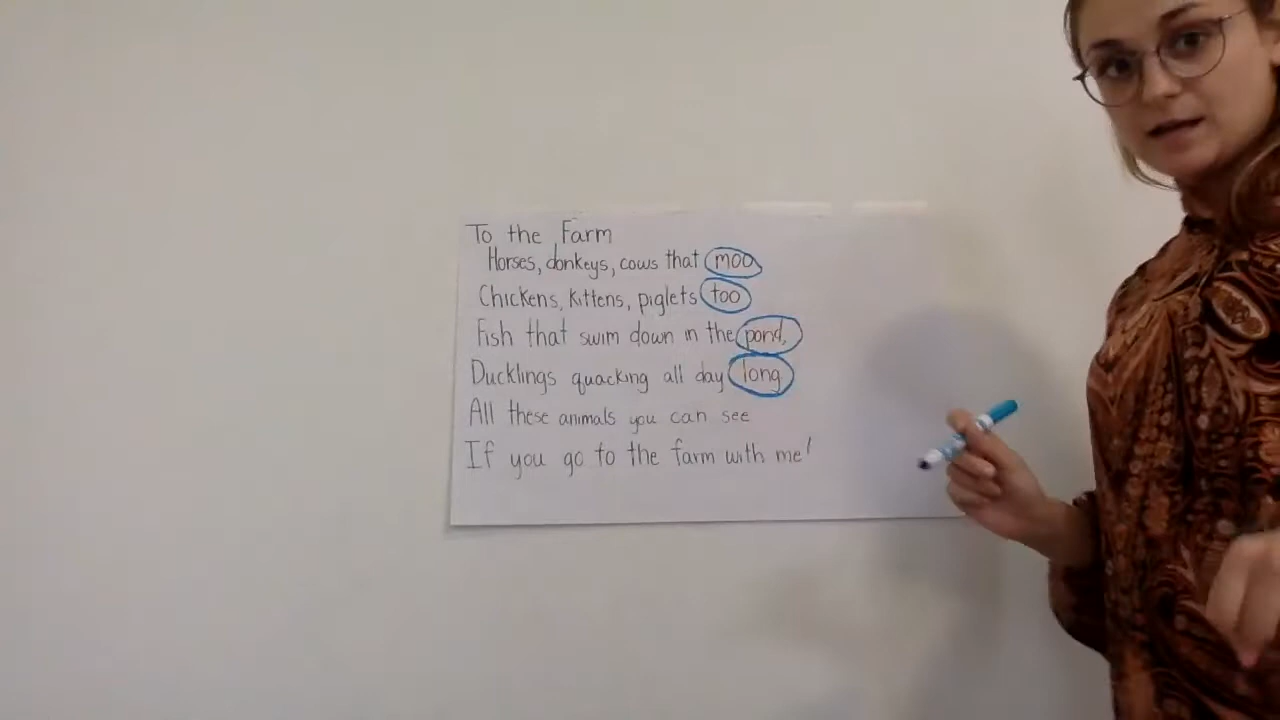 To the Farm
Horses, donkeys, cows that moo
Chickens, kittens, piglets too
Fish that swim down in the pond,
Ducklings quacking all day long
All these animals you can see
If you go to the farm with me!